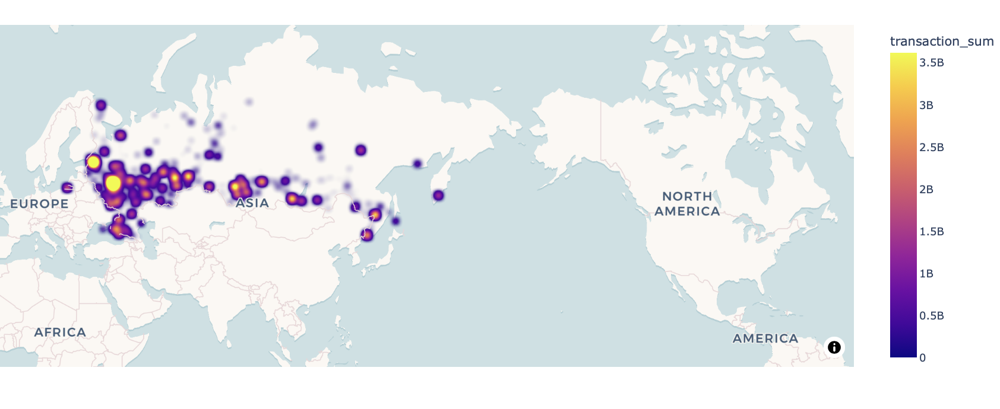 transaction_sum
3.5B
3B
2.5B
2B
1.5B
1B
0.5B
0
EUROPE
ASIA
AFRICA
NORTH
AMERICA
AMERICA
i